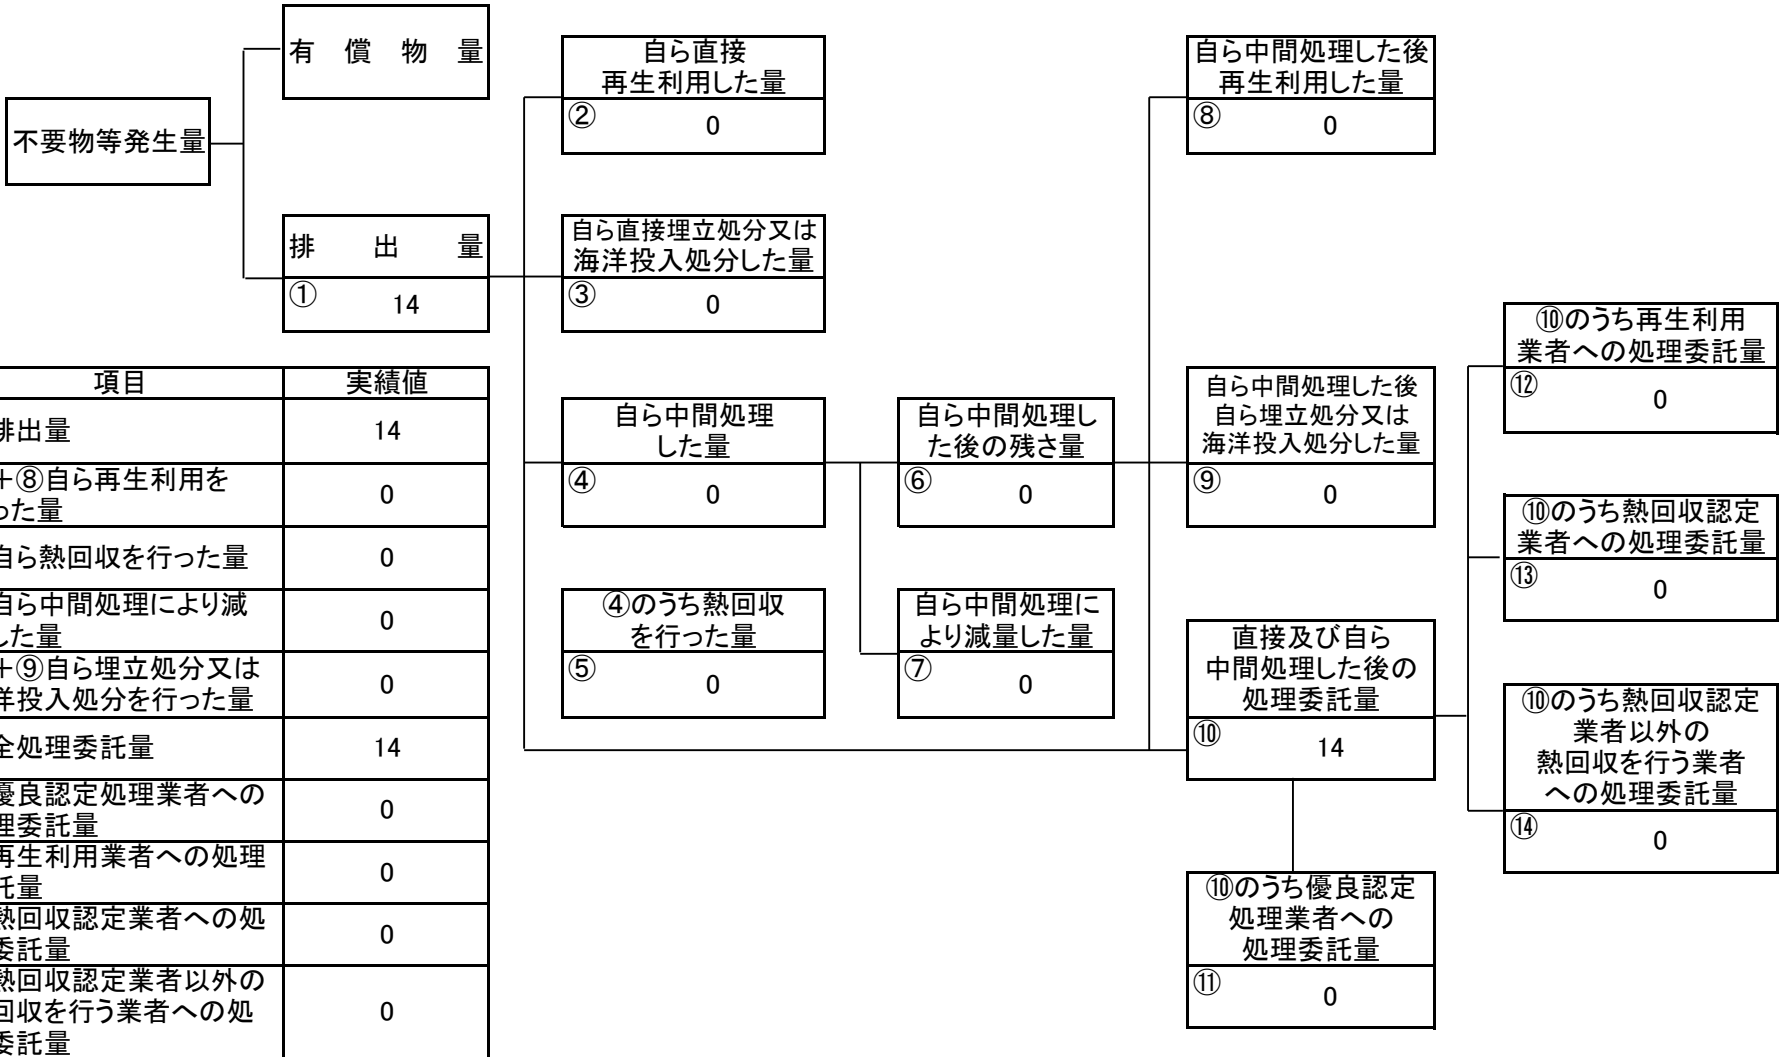 有 償 物 量
不要物等発生量
排 出 量
① 14
自ら直接
再生利用した量
② 0
自ら直接埋立処分又は
海洋投入処分した量
③ 0
自ら中間処理
した量
④ 0
④のうち熱回収
を行った量
⑤ 0
自ら中間処理し
た後の残さ量
⑥ 0
自ら中間処理に
より減量した量
⑦ 0
自ら中間処理した後
再生利用した量
⑧ 0
自ら中間処理した後
自ら埋立処分又は
海洋投入処分した量
⑨ 0
直接及び自ら
中間処理した後の
処理委託量
⑩ 14
⑩のうち優良認定
処理業者への
処理委託量
⑪ 0
⑩のうち再生利用
業者への処理委託量
⑫ 0
⑩のうち熱回収認定
業者への処理委託量
⑬ 0
⑩のうち熱回収認定
業者以外の
熱回収を行う業者
への処理委託量
⑭ 0
項目 実績値
排出量 14
+⑧自ら再生利用を
った量 0
自ら熱回収を行った量 0
自ら中間処理により減
した量 0
+⑨自ら埋立処分又は
洋投入処分を行った量 0
全処理委託量 14
優良認定処理業者への
理委託量 0
再生利用業者への処理
託量 0
熱回収認定業者への処
委託量 0
熱回収認定業者以外の
回収を行う業者への処
委託量 0